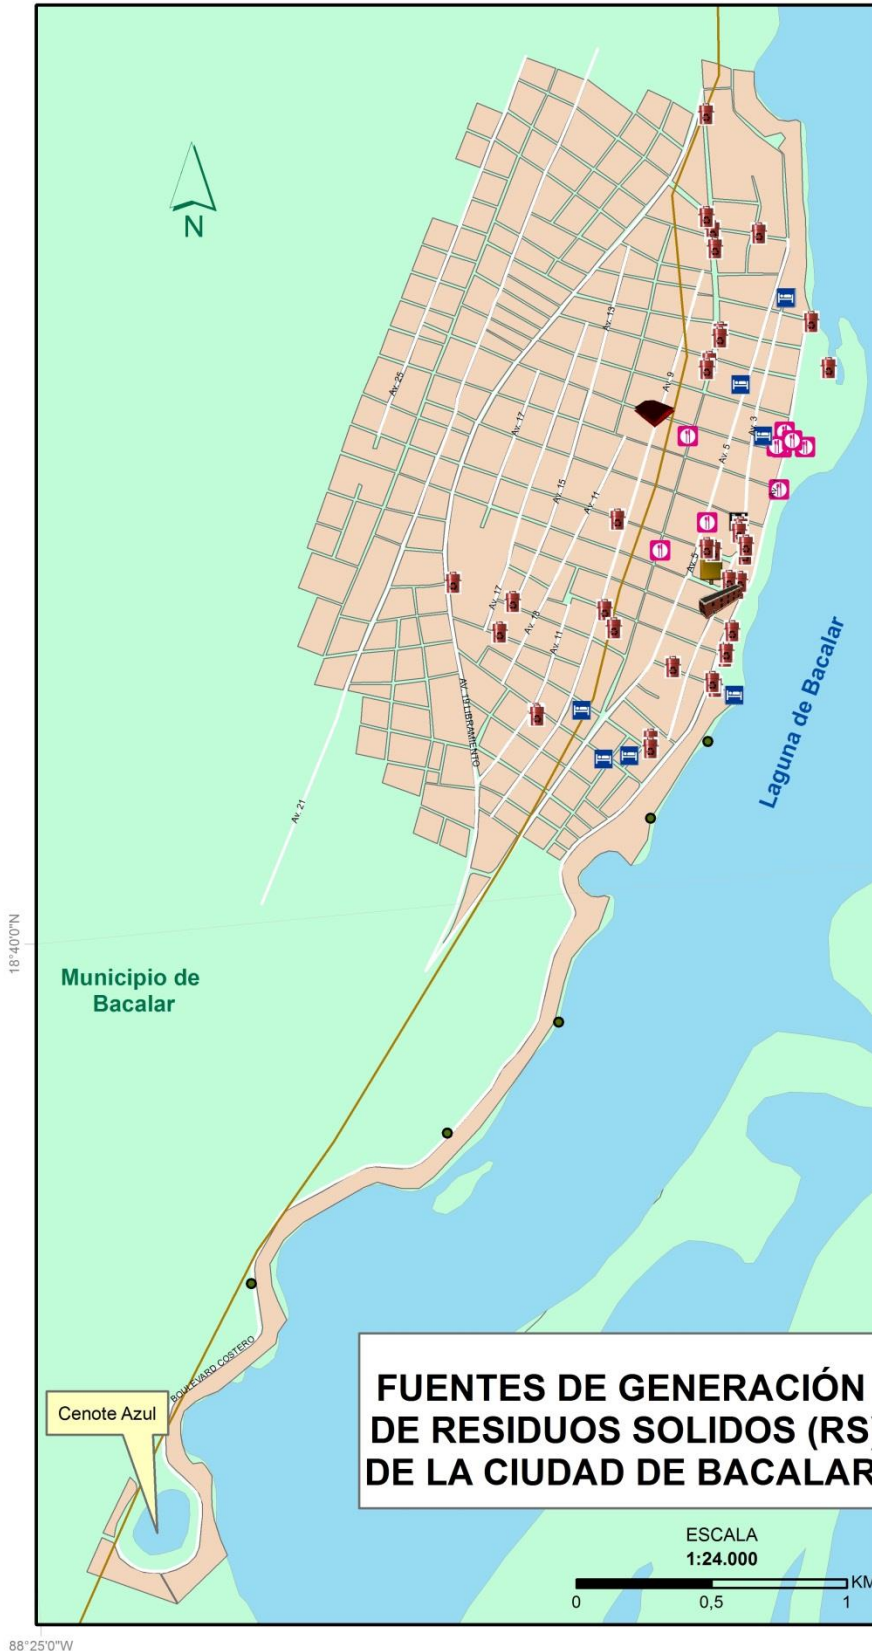 N
Av. 13
Av. 25
Av. 9
Av. 17
Av. 3
Av. 5
Av. 15
Av. 11
Av. 5
Av. 17
Av. 13
Av. 11
AV. 19 LIBRAMIENTO
Laguna de Bacalar
Av. 21
18°40'0"N
Municipio de
Bacalar
BOULEVARD COSTERO
Cenote Azul
FUENTES DE GENERACIÓN
DE RESIDUOS SOLIDOS (RS)
DE LA CIUDAD DE BACALAR
ESCALA
1:24.000
KM
0 0,5 1
88°25'0"W